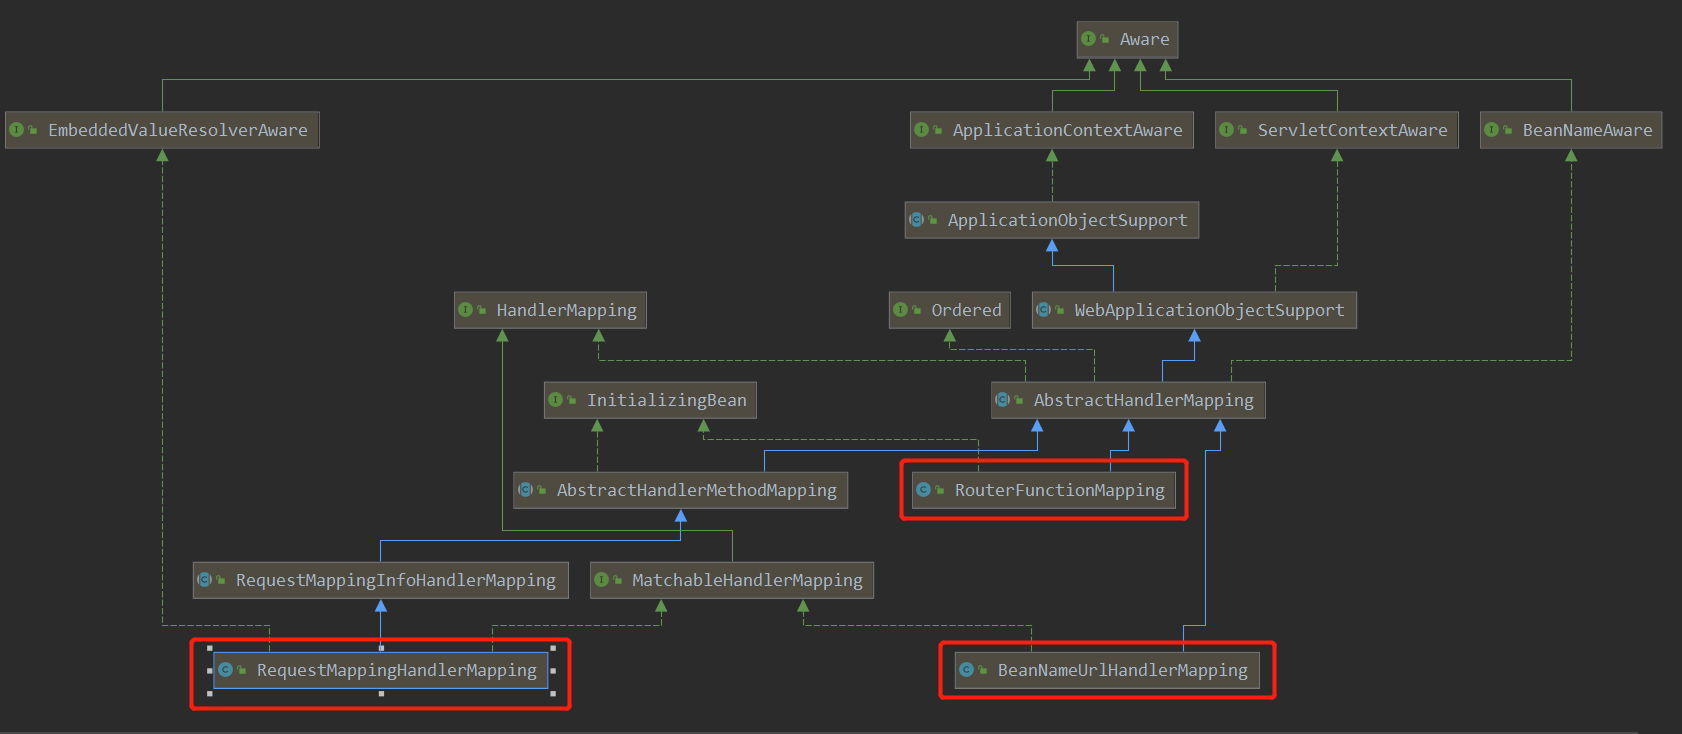 Aware
EmbeddedValueResolverAware
ApplicationContextAware
ServletContextAware
BeanNameAware
ApplicationObjectSupport
HandlerMapping
Ordered
WebApplicationObjectSupport
InitializingBean
AbstractHandlerMapping
AbstractHandlerMethodMapping
RouterFunctionMapping
RequestMappingInfoHandlerMapping
MatchableHandlerMapping
RequestMappingHandlerMapping
BeanNameUrlHandlerMapping